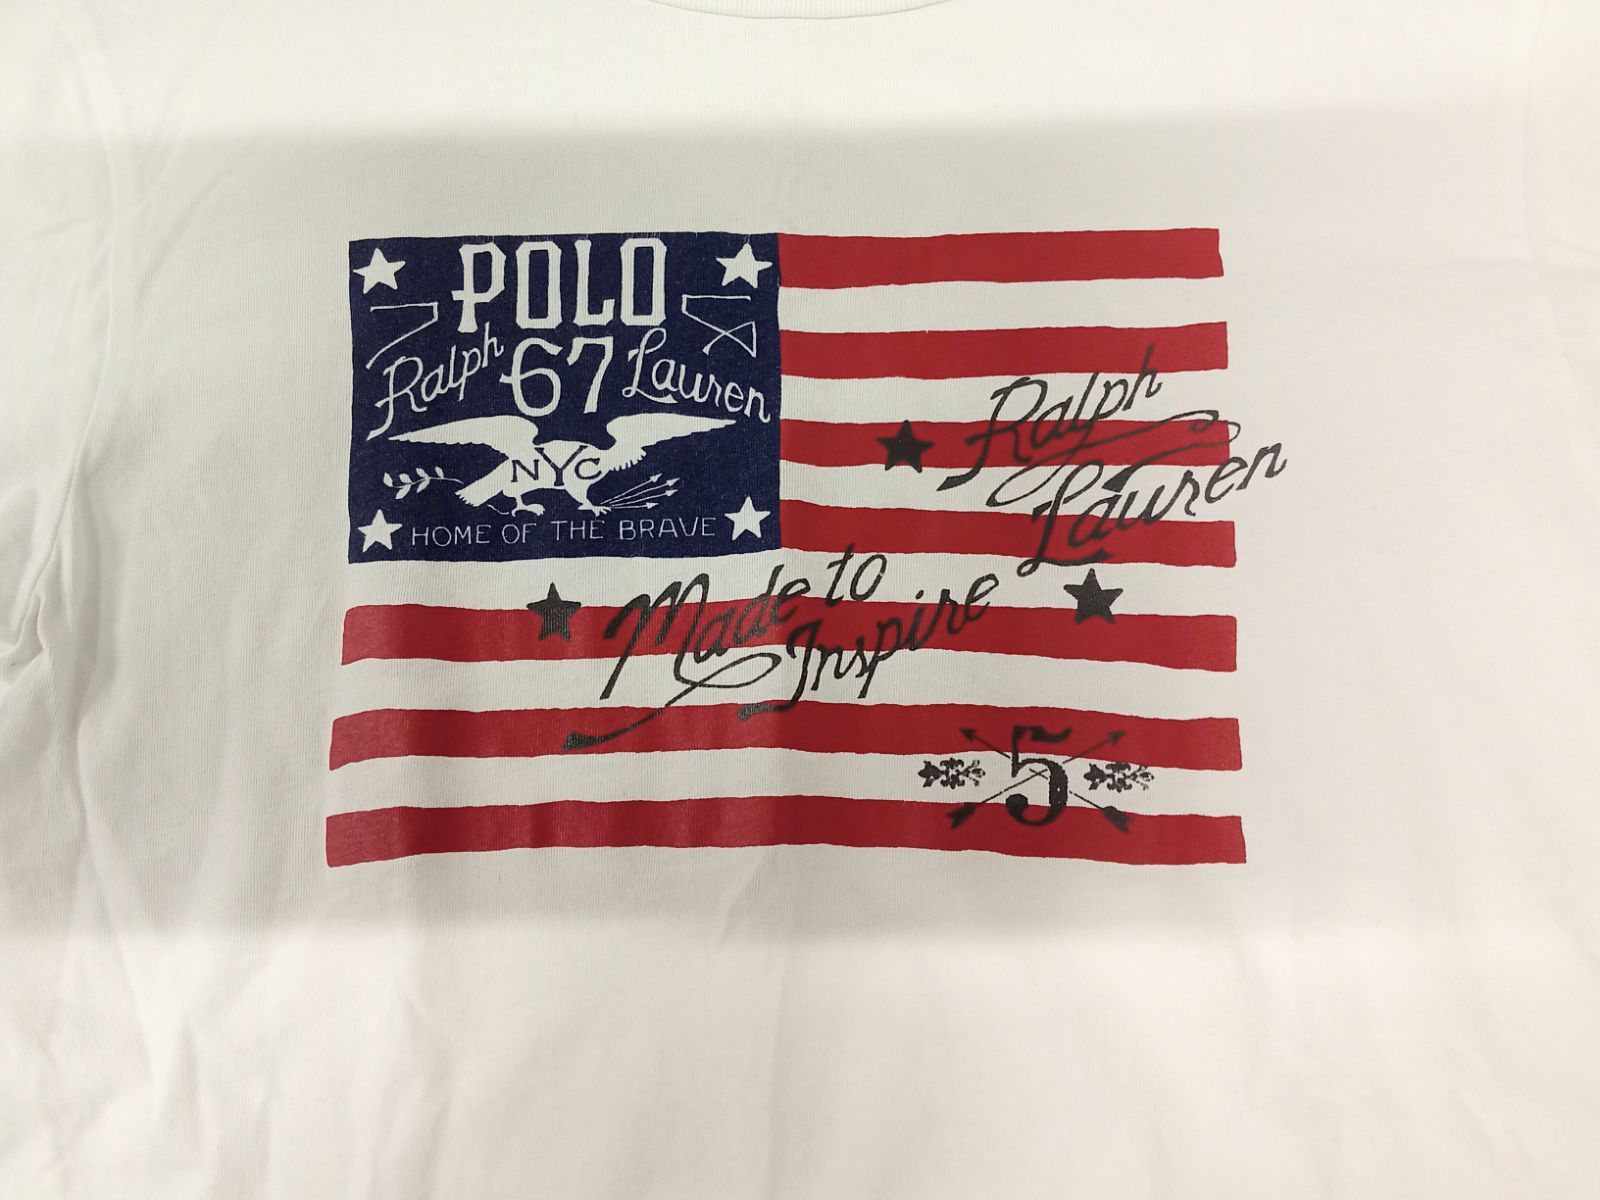 POLO
Ralph 67 Lauren
NYC
HOME OF THE BRAVE
Ralph
Lauren
Made to
Inspire
5